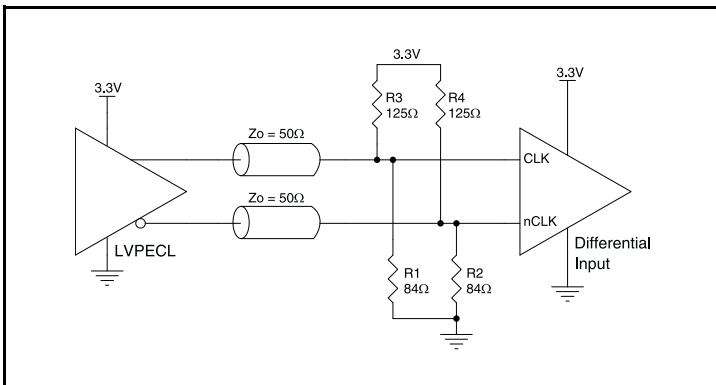 3.3V
3.3V
3.3V
R3
125Ω
R4
125Ω
Zo = 50Ω
CLK
Zo = 50Ω
nCLK
LVPECL
Differential
Input
R1
84Ω
R2
84Ω